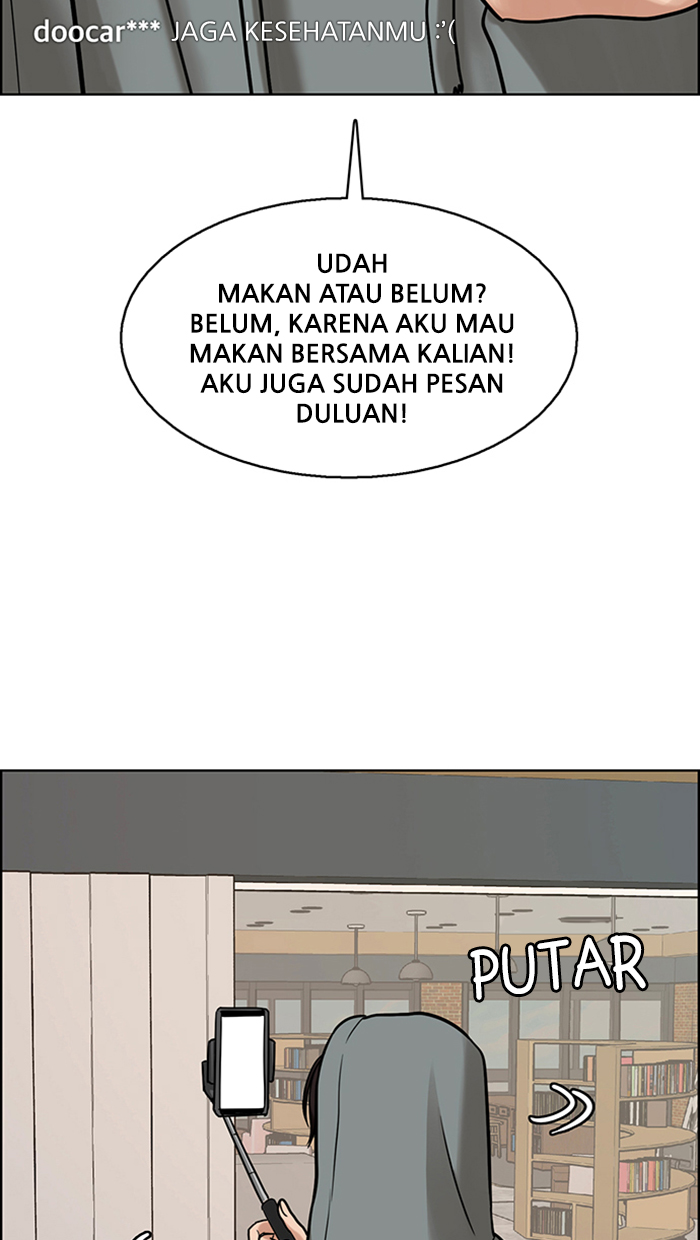 doocar*** JAGA KESEHATANMU :'(
UDAH
MAKAN ATAU BELUM?
BELUM, KARENA AKU MAU
MAKAN BERSAMA KALIAN!
AKU JUGA SUDAH PESAN
DULUAN!
PUTAR